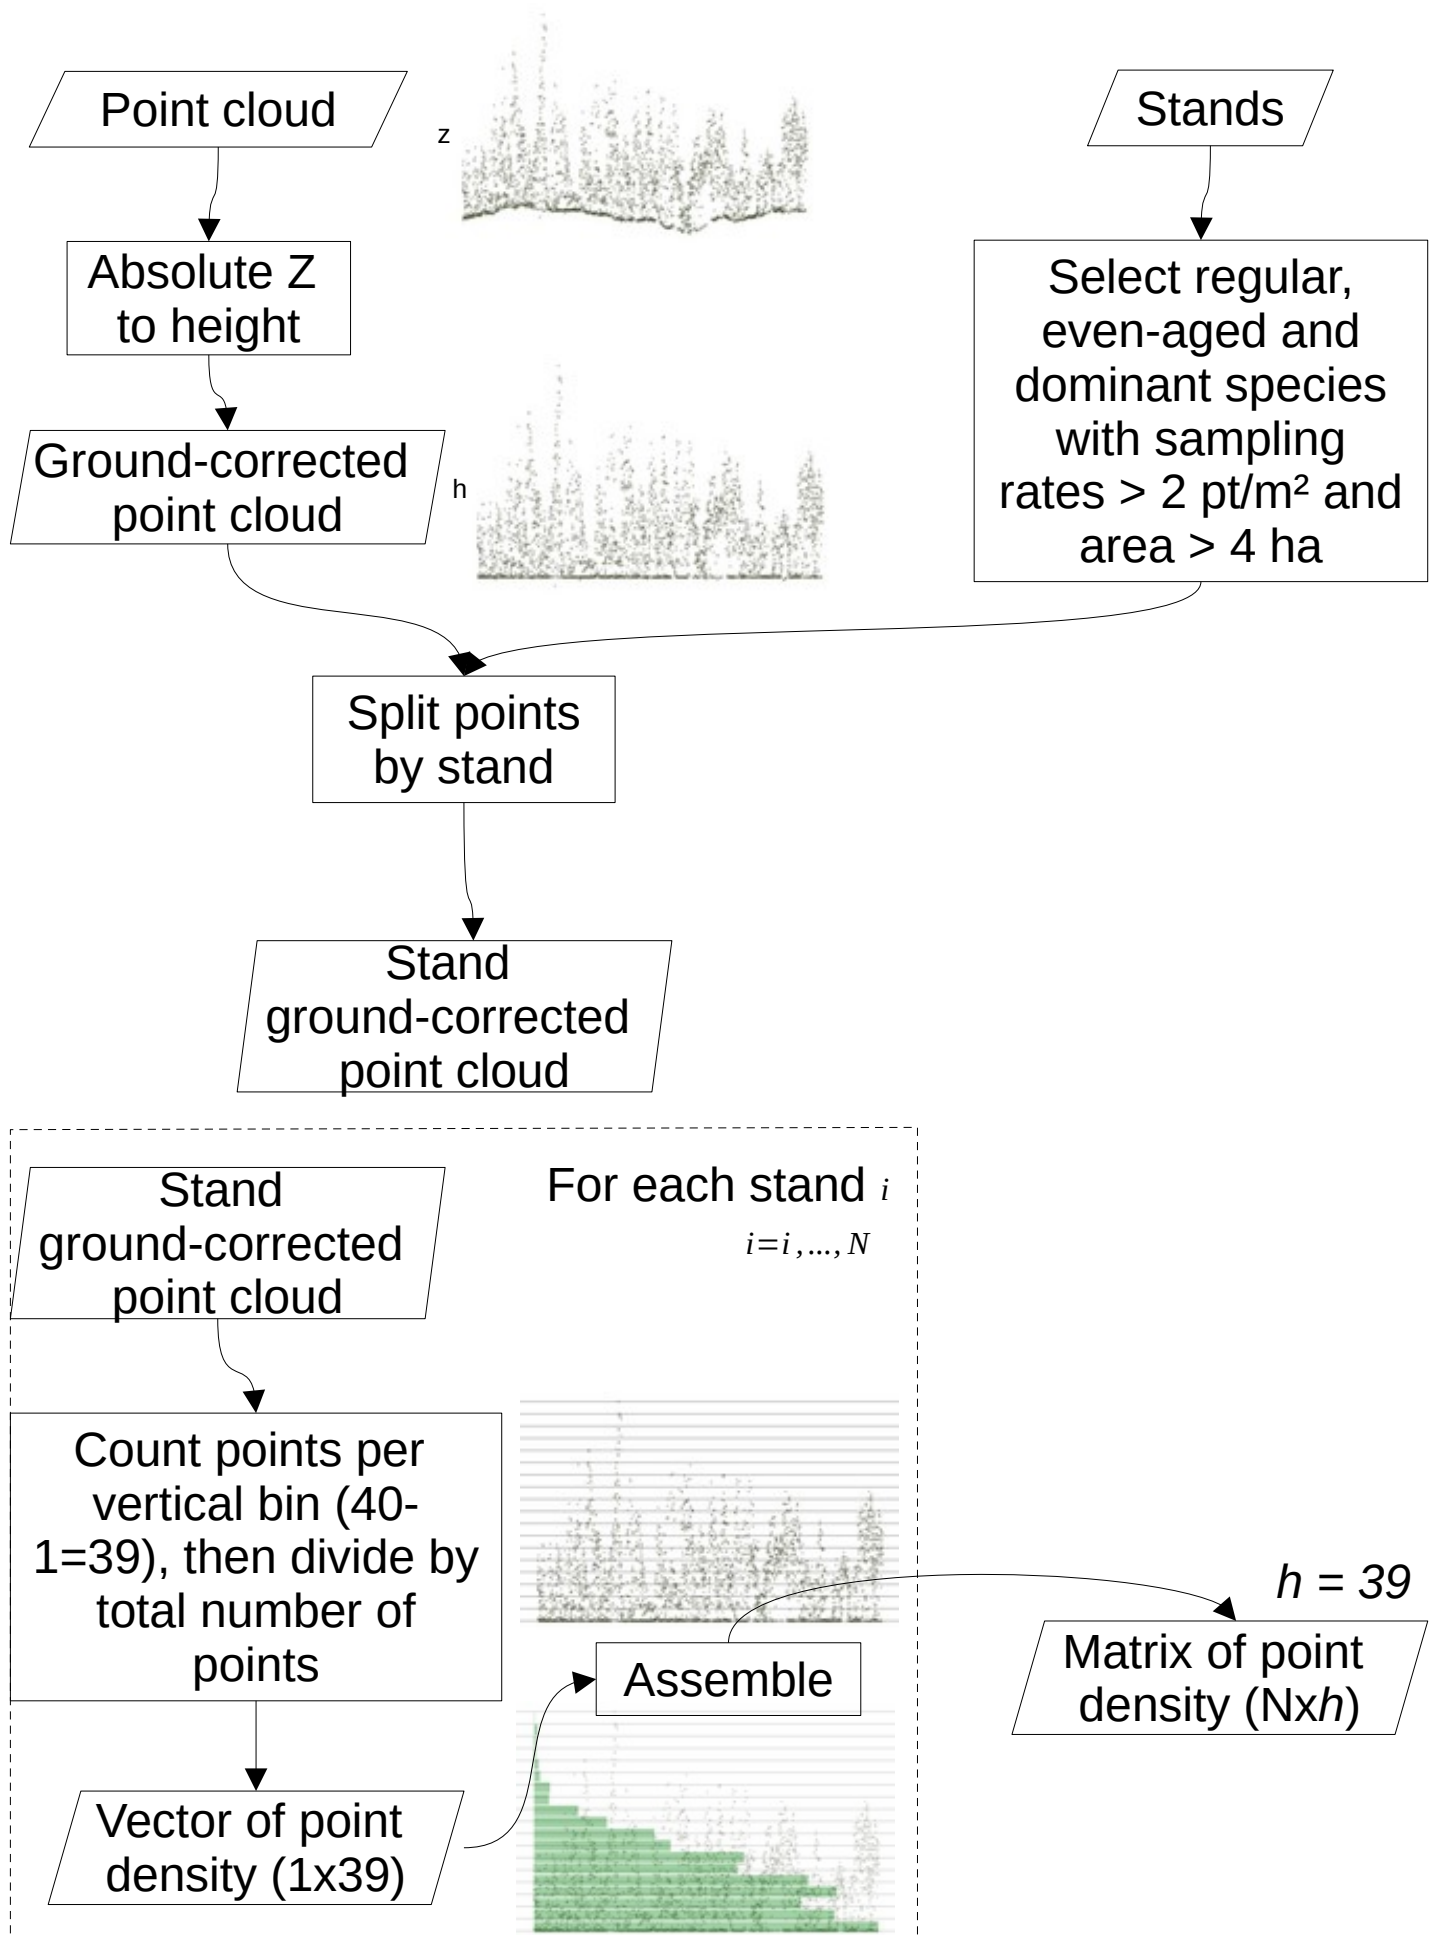 Point cloud
z
Stands
Absolute Z
to height
Select regular,
even-aged and
dominant species
with sampling
rates > 2 pt/m² and
area > 4 ha
Ground-corrected
point cloud
h
Split points
by stand
Stand
ground-corrected
point cloud
Stand
ground-corrected
point cloud
For each stand i
i=i,...,N
Count points per
vertical bin (40-
1=39), then divide by
total number of
points
h = 39
Assemble
Matrix of point
density (Nxh)
Vector of point
density (1x39)